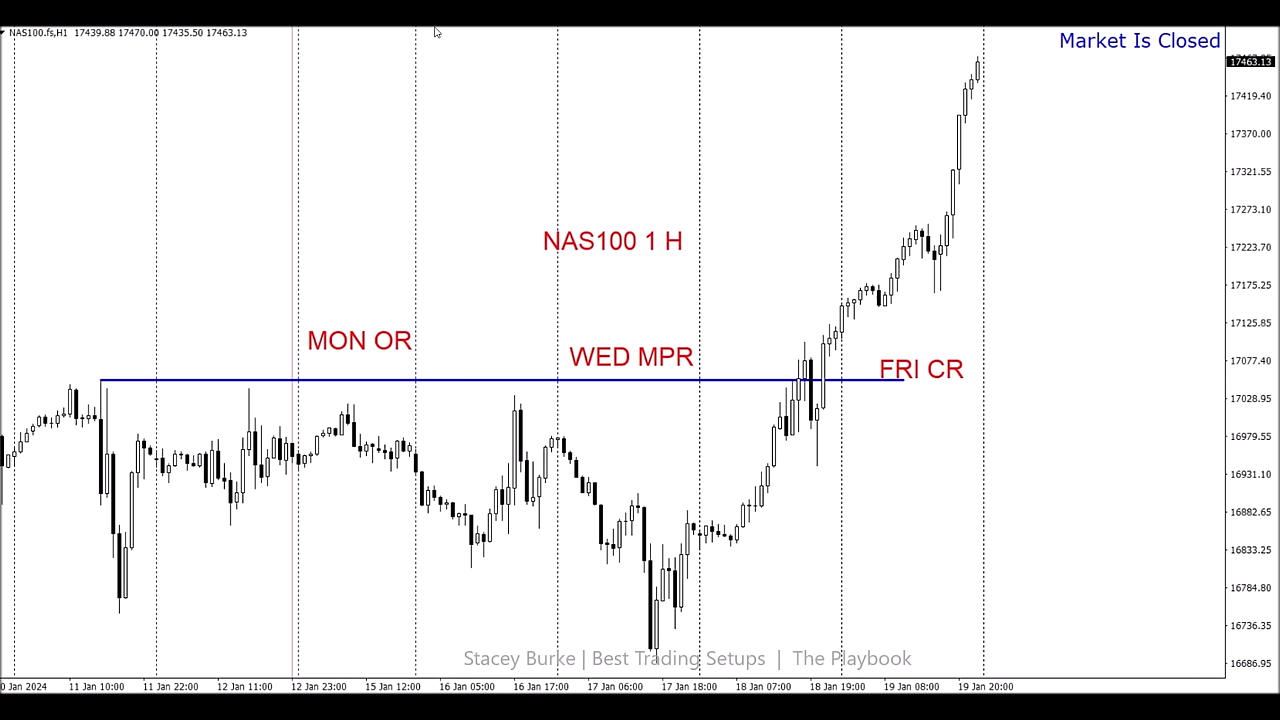 NAS100.fs,H1 17439.88 17470.00 17435.50 17463.13
Market Is Closed
17463.13
17419.40
17370.00
17321.55
17273.10
NAS100 1 H
17223.70
17175.25
17125.85
MON OR
WED MPR
17077.40
FRI CR
17028.95
16979.55
16931.10
16882.65
16833.25
16784.80
16736.35
Stacey Burke | Best Trading Setups | The Playbook
16686.95
0 Jan 2024 11 Jan 10:00 11 Jan 22:00 12 Jan 11:00 12 Jan 23:00 15 Jan 12:00 16 Jan 05:00 16 Jan 17:00 17 Jan 06:00 17 Jan 18:00 18 Jan 07:00 18 Jan 19:00 19 Jan 08:00 19 Jan 20:00